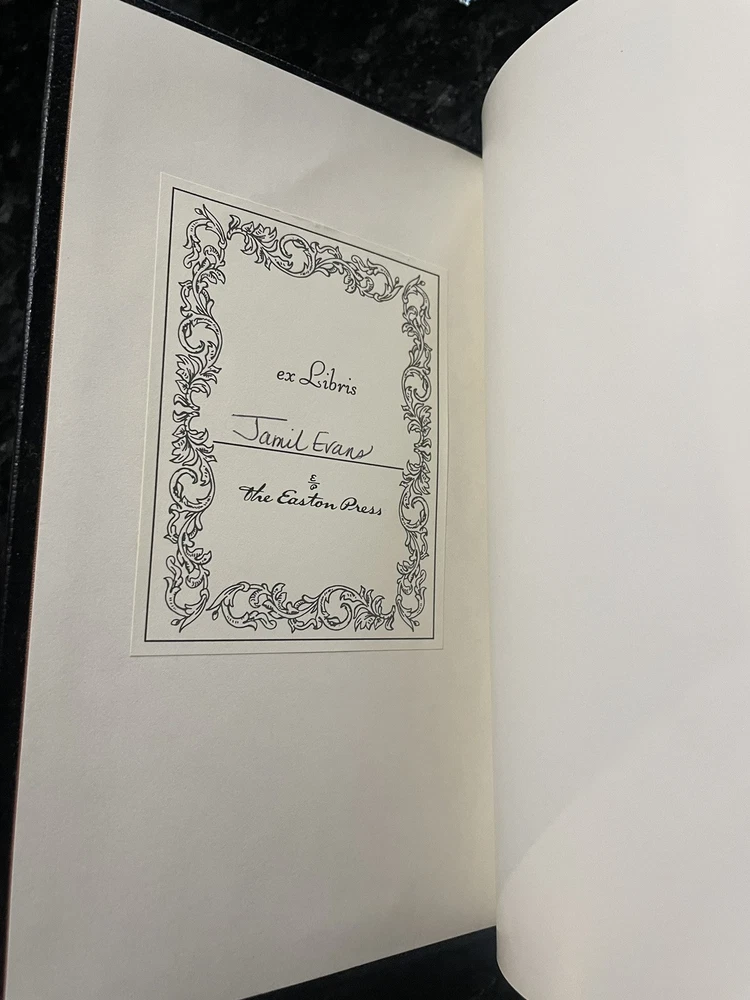 ex Libris
Jamil Evans
E/P
the Easton Press